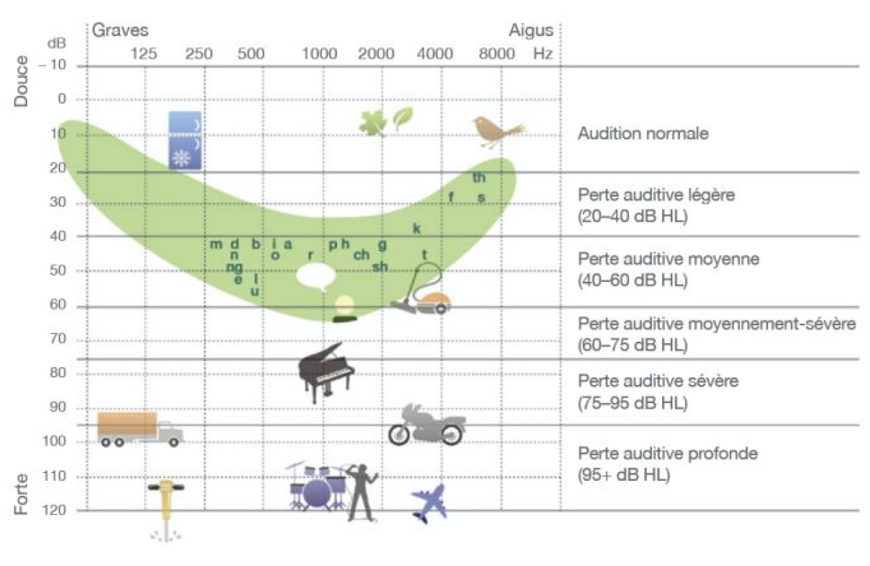 Graves Aigus
dB 125 250 500 1000 2000 4000 8000 Hz
Douce
– 10
0
10
Audition normale
20
th
Perte auditive légère
30 f s
(20–40 dB HL)
k
40
m d b i a p h g
n o r ch t
Perte auditive moyenne
ng sh
50
(40–60 dB HL)
e l
u
60
Perte auditive moyennement-sévère
70
(60–75 dB HL)
80
Perte auditive sévère
90
(75–95 dB HL)
100
Perte auditive profonde
110
(95+ dB HL)
Forte
120